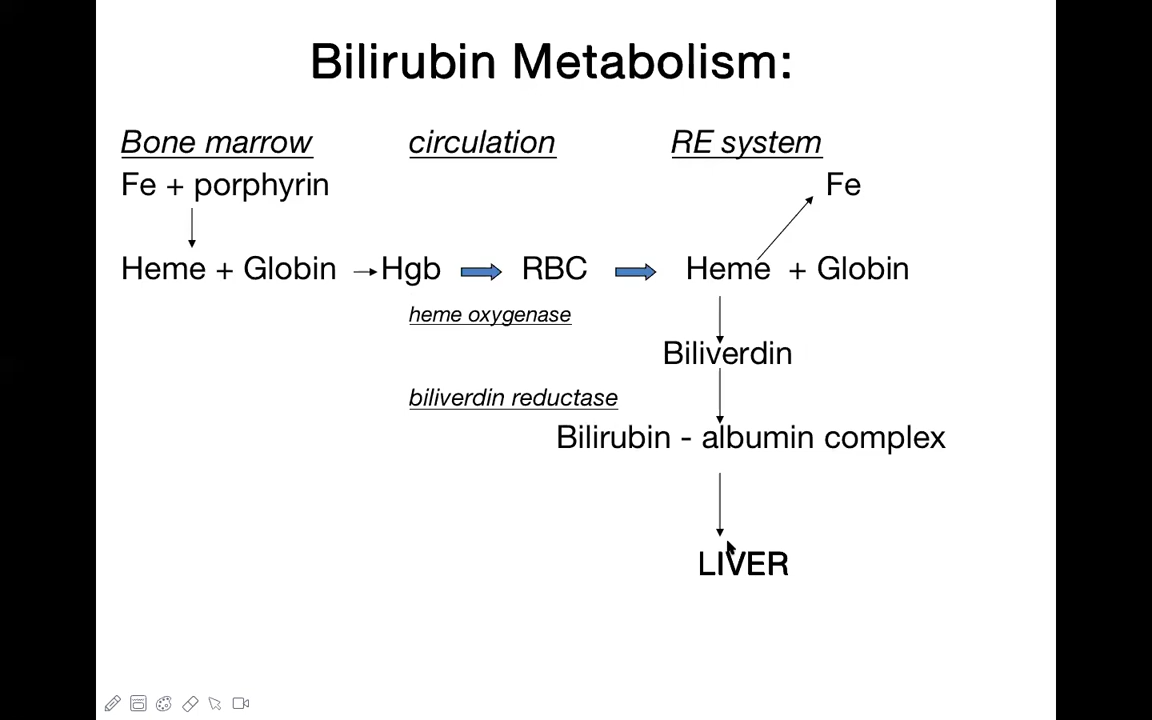 Bilirubin Metabolism:
Bone marrow circulation RE system
Fe + porphyrin Fe
Heme + Globin Hgb RBC Heme + Globin
heme oxygenase
Biliverdin
biliverdin reductase
Bilirubin - albumin complex
LIVER